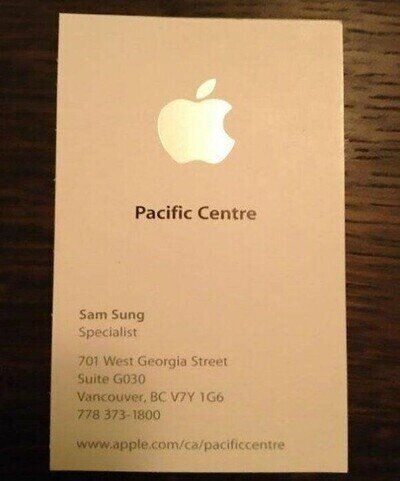 Pacific Centre
Sam Sung
Specialist
701 West Georgia Street
Suite G030
Vancouver, BC V7Y 1G6
778 373-1800
www.apple.com/ca/pacificcentre